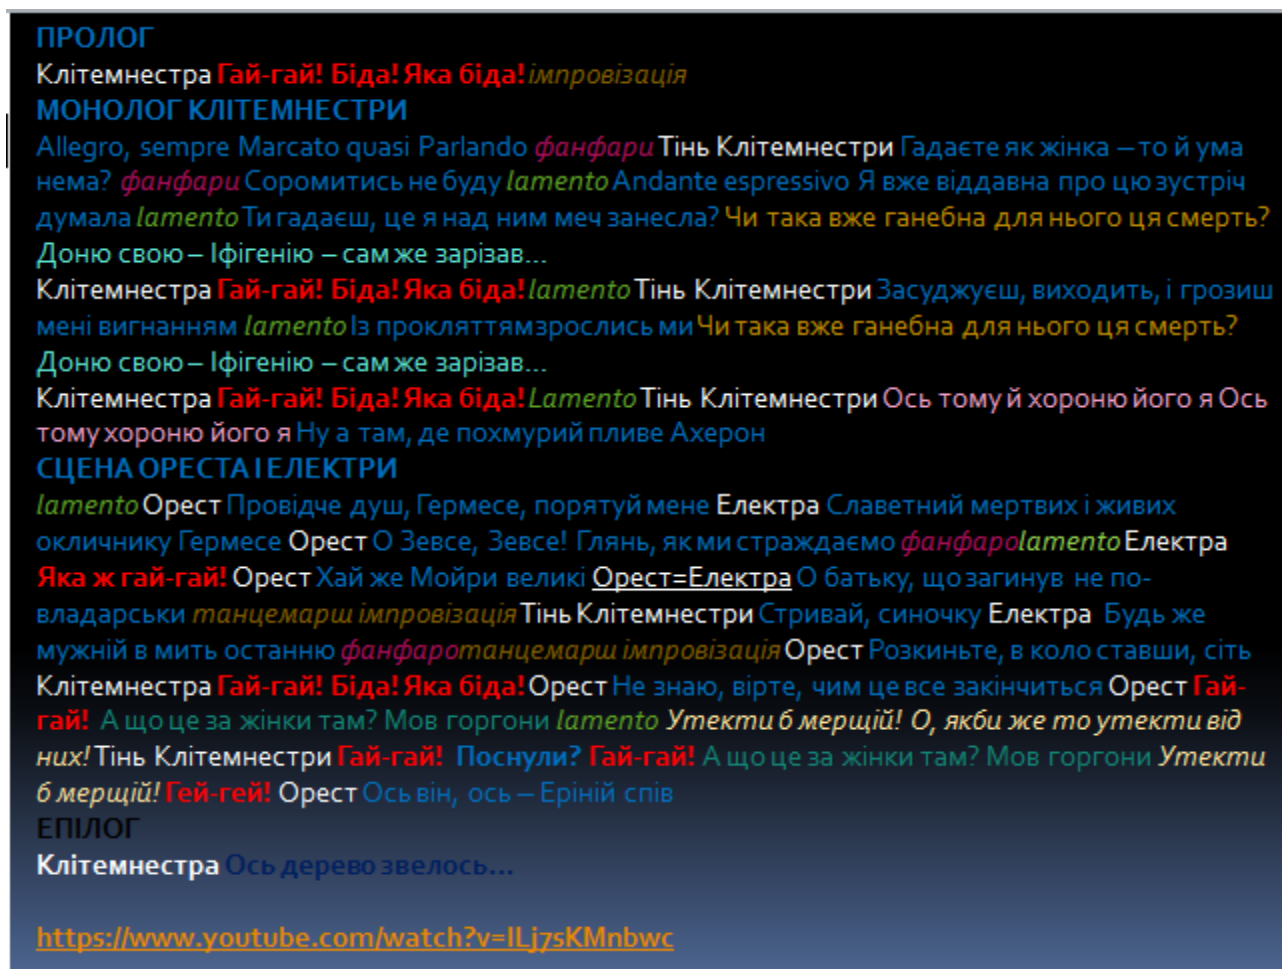 ПРОЛОГ
Клітемнестра Гай-гай! Біда! Яка біда! імпровізація
МОНОЛОГ КЛІТЕМНЕСТРИ
Allegro, sempre Marcato quasi Parlando фанфари Тінь Клітемнестри Гадаєте як жінка – то й ума
нема? фанфари Соромитись не буду lamento Andante espressivo Я вже віддавна про цю зустріч
думала lamento Ти гадаєш, це я над ним меч занесла? Чи така вже ганебна для нього ця смерть?
Доню свою – Іфігенію – сам же зарізав...
Клітемнестра Гай-гай! Біда! Яка біда! lamento Тінь Клітемнестри Засуджуєш, виходить, і грозиш
мені вигнанням lamento Із прокляттям зрослись ми Чи така вже ганебна для нього ця смерть?
Доню свою – Іфігенію – сам же зарізав...
Клітемнестра Гай-гай! Біда! Яка біда! Lamento Тінь Клітемнестри Ось тому й хороню його я Ось
тому хороню його я Ну а там, де похмурий пливе Ахерон
СЦЕНА ОРЕСТА І ЕЛЕКТРИ
lamento Орест Провідче душ, Гермесе, порятуй мене Електра Славетний мертвих і живих
окличнику Гермесе Орест О Зевсе, Зевсе! Глянь, як ми страждаємо фанфароlamento Електра
Яка ж гай-гай! Орест Хай же Мойри великі Орест=Електра О батьку, що загинув не по-
владарськи танцемарш імпровізація Тінь Клітемнестри Стривай, синочку Електра Будь же
мужній в мить останню фанфаротанцемарш імпровізація Орест Розкиньте, в коло ставши, сіть
Клітемнестра Гай-гай! Біда! Яка біда! Орест Не знаю, вірте, чим це все закінчиться Орест Гай-
гай! А що це за жінки там? Мов горгони lamento Утекти б мерщій! О, якби же то утекти від
них! Тінь Клітемнестри Гай-гай! Поснули? Гай-гай! А що це за жінки там? Мов горгони Утекти
б мерщій! Гей-гей! Орест Ось він, ось – Ериній спів
ЕПІЛОГ
Клітемнестра Ось дерево звелось...
https://www.youtube.com/watch?v=ILj7sKMnbwc